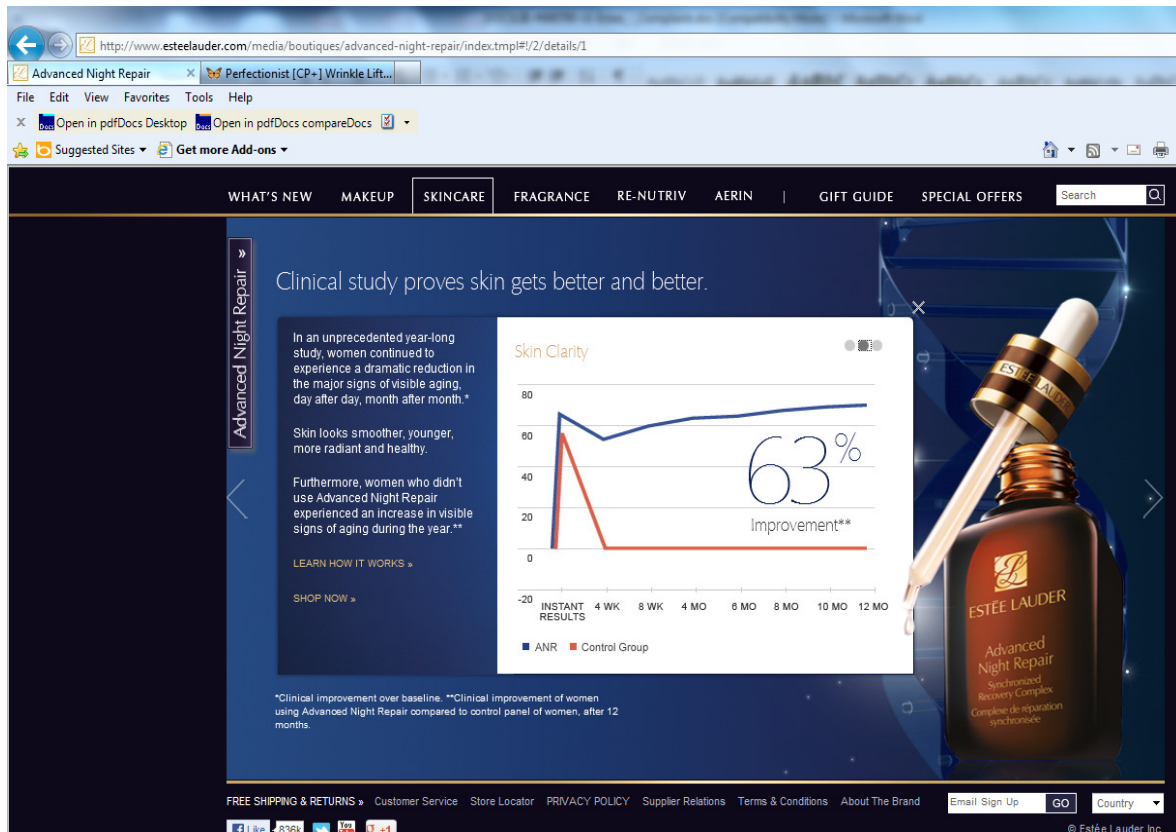 http://www.esteelauder.com/media/boutiques/advanced-night-repair/index.tmpl#!/2/details/1
Advanced Night Repair x Perfectionist [CP+] Wrinkle Lift...
File Edit View Favorites Tools Help
x Open in pdfDocs Desktop Open in pdfDocs compareDocs
Suggested Sites Get more Add-ons
WHAT'S NEW MAKEUP SKINCARE FRAGRANCE RE-NUTRIV AERIN | GIFT GUIDE SPECIAL OFFERS Search
Advanced Night Repair »
Clinical study proves skin gets better and better.
In an unprecedented year-long
study, women continued to
experience a dramatic reduction in
the major signs of visible aging,
day after day, month after month.*
Skin looks smoother, younger,
more radiant and healthy.
Furthermore, women who didn't
use Advanced Night Repair
experienced an increase in visible
signs of aging during the year.**
LEARN HOW IT WORKS »
SHOP NOW »
Skin Clarity
80
60
40
20
0
-20
63%
Improvement**
INSTANT RESULTS 4 WK 8 WK 4 MO 6 MO 8 MO 10 MO 12 MO
ANR Control Group
*Clinical improvement over baseline. **Clinical improvement of women
using Advanced Night Repair compared to control panel of women, after 12
months.
ESTÉE LAUDER
ESTÉE LAUDER
Advanced
Night Repair
Synchronized
Recovery Complex
Complexe de réparation
synchronisée
FREE SHIPPING & RETURNS » Customer Service Store Locator PRIVACY POLICY Supplier Relations Terms & Conditions About The Brand Email Sign Up GO Country
Like 836k You +1 © Estée Lauder Inc.